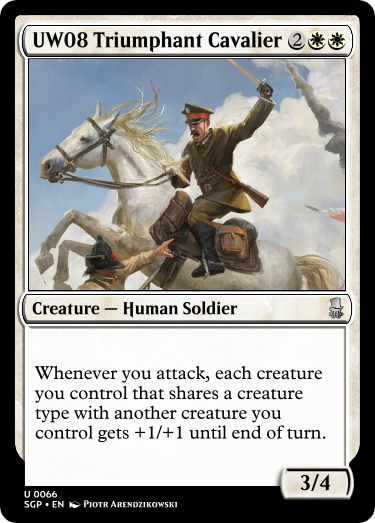 UW08 Triumphant Cavalier 2
Creature — Human Soldier
Whenever you attack, each creature
you control that shares a creature
type with another creature you
control gets +1/+1 until end of turn.
3/4
U 0066
SGP • EN Piotr Arendzikowski